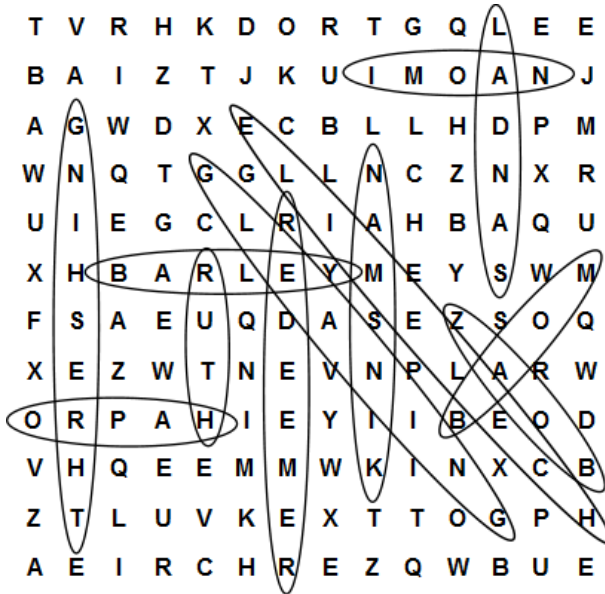 T V R H K D O R T G Q L E E
B A I Z T J K U I M O A N J
A G W D X E C B L L H D P M
W N Q T G G L L N C Z N X R
U I E G C L R I A H B A Q U
X H B A R L E Y M E Y S W M
F S A E U Q D A S E Z S O Q
X E Z W T N E V N P L A R W
O R P A H I E Y I I B E O D
V H Q E E M M W K I N X C B
Z T L U V K E X T T O G P H
A E I R C H R E Z Q W B U E